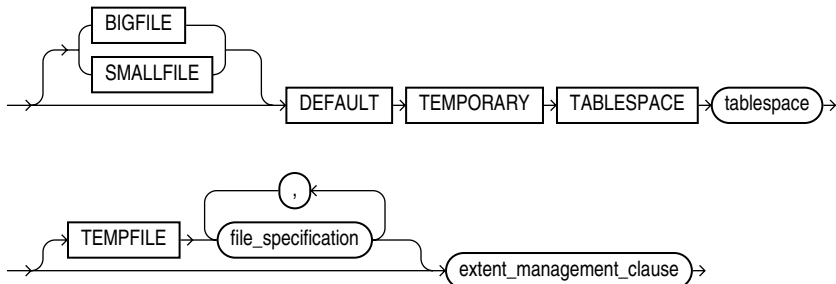 BIGFILE
SMALLFILE
DEFAULT TEMPORARY TABLESPACE tablespace
,
TEMPFILE file_specification
extent_management_clause